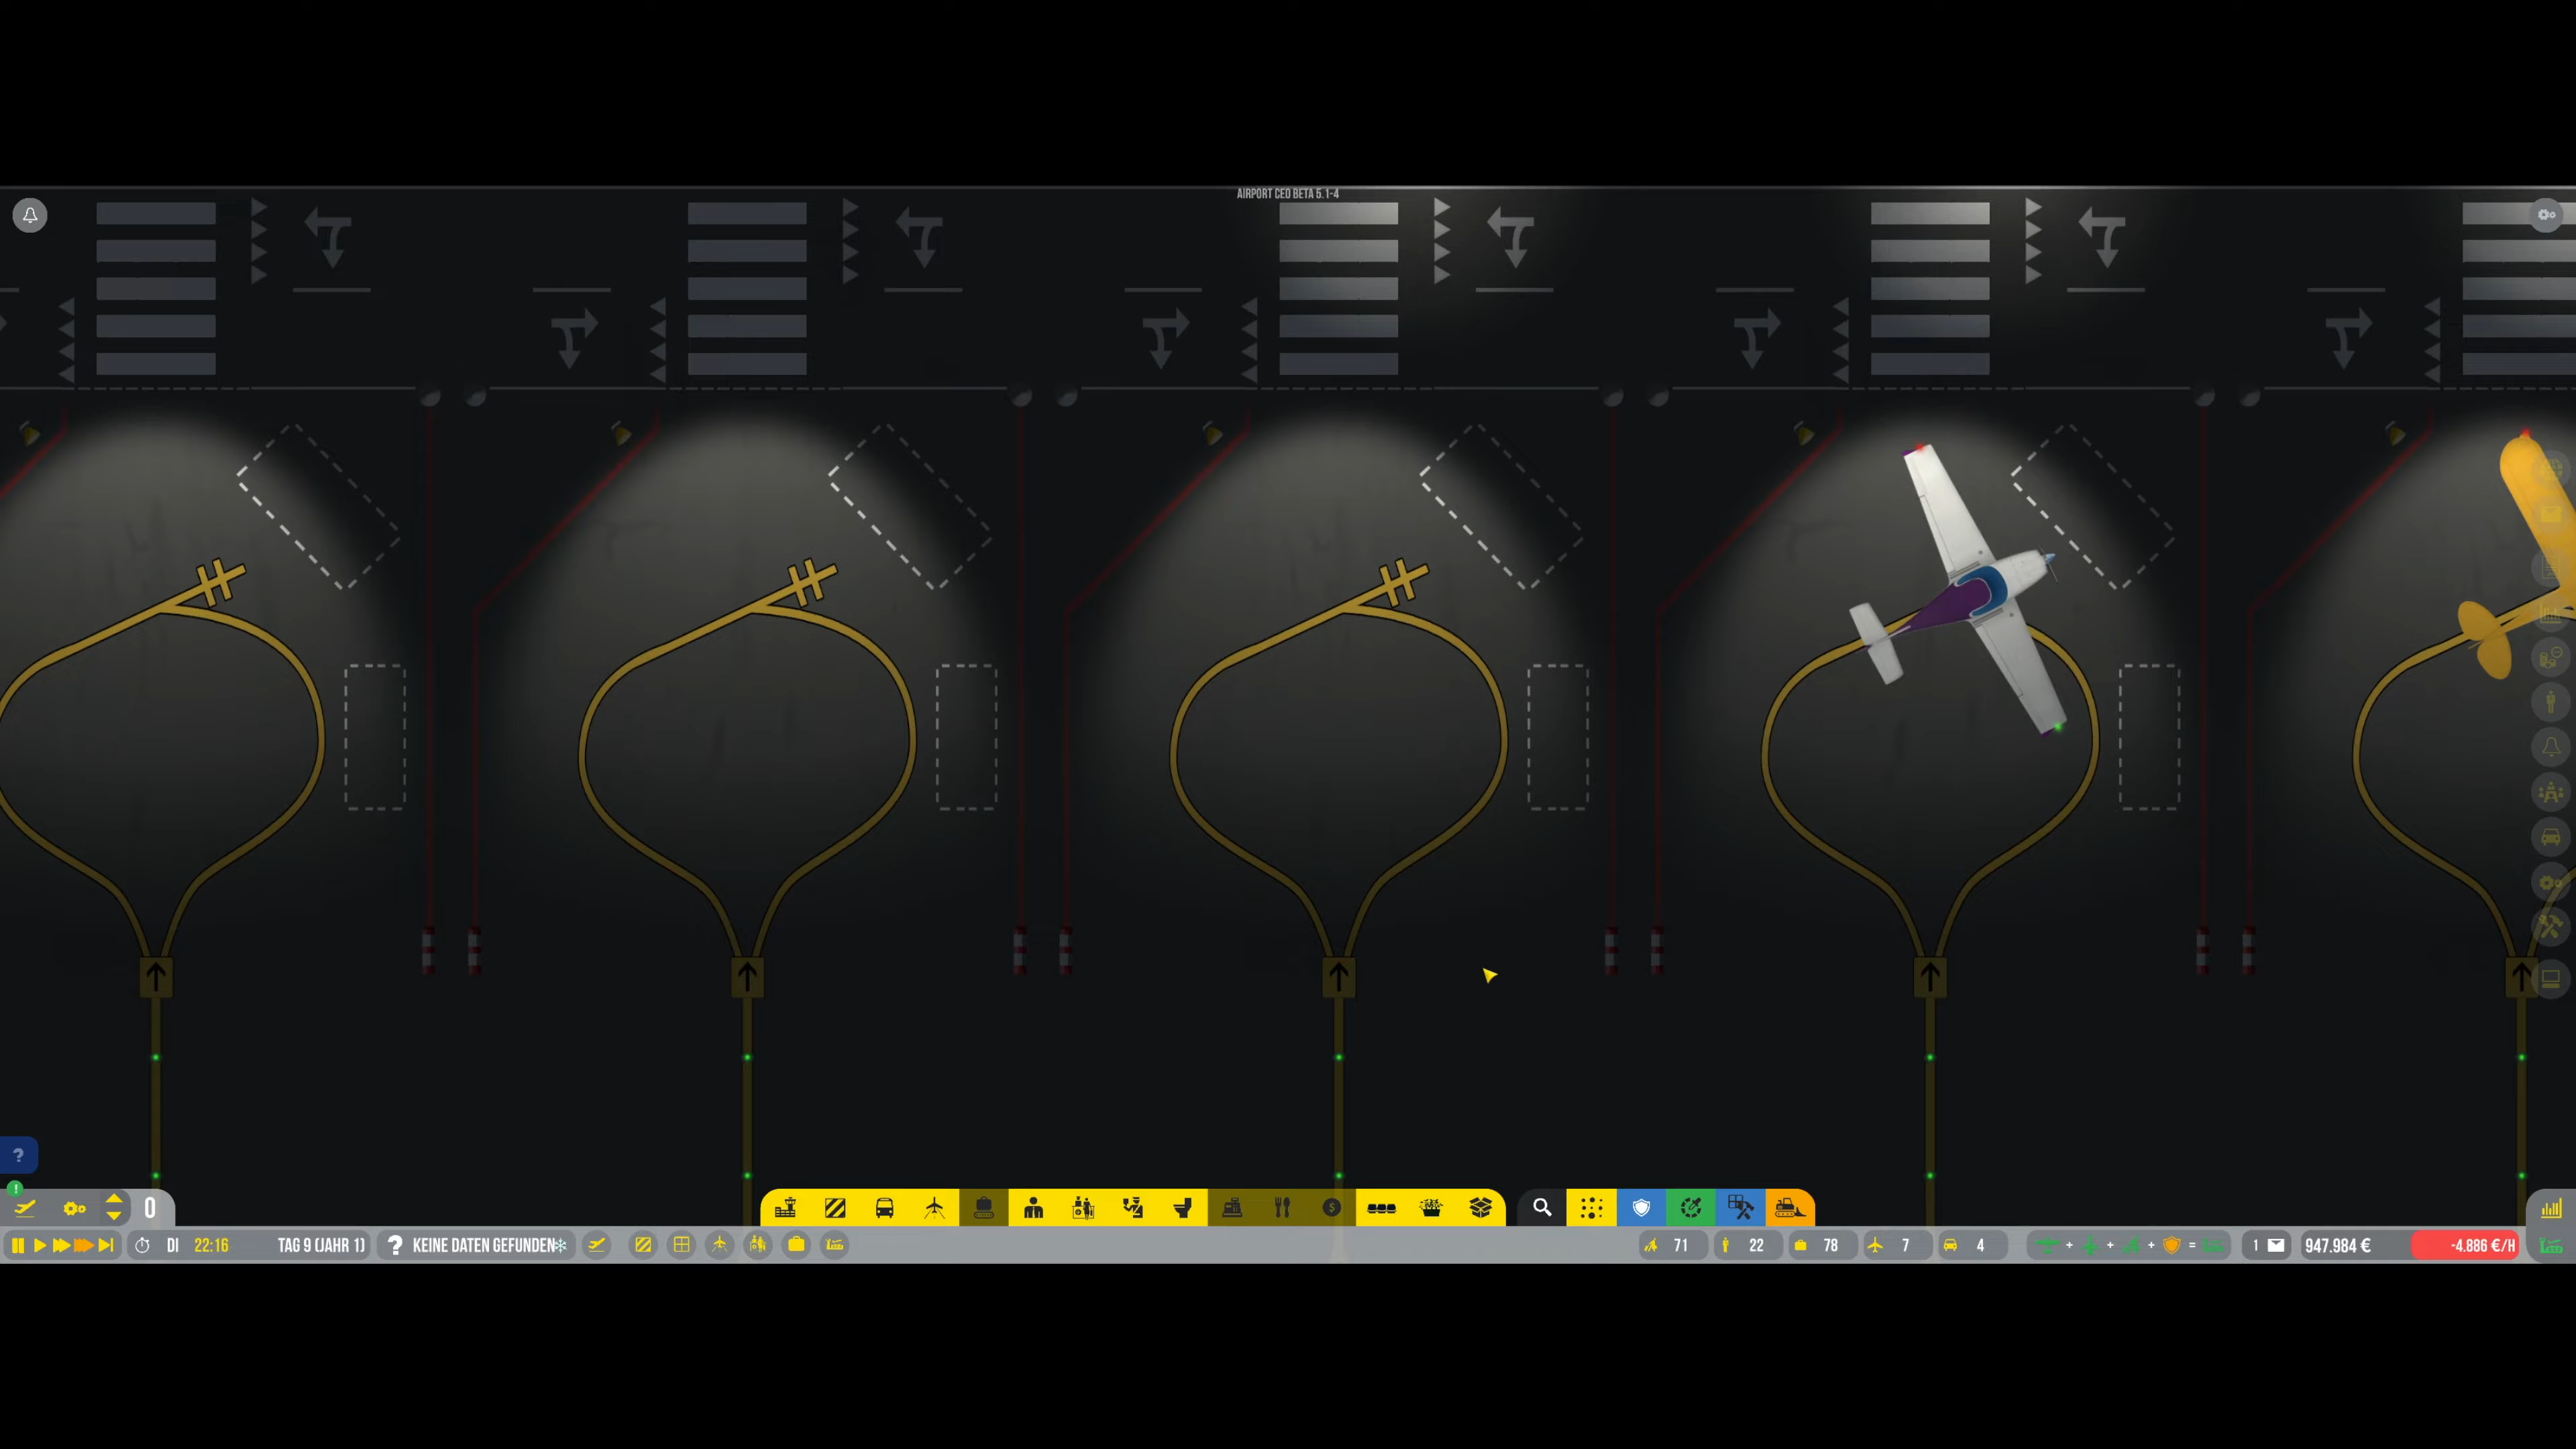 AIRPORT CEO BETA 5.1-4
?
!
0
DI 22:16 TAG 9 (JAHR 1) ? KEINE DATEN GEFUNDEN
71 22 78 7 4 + + + = 1 947.984 € -4.886 €/H